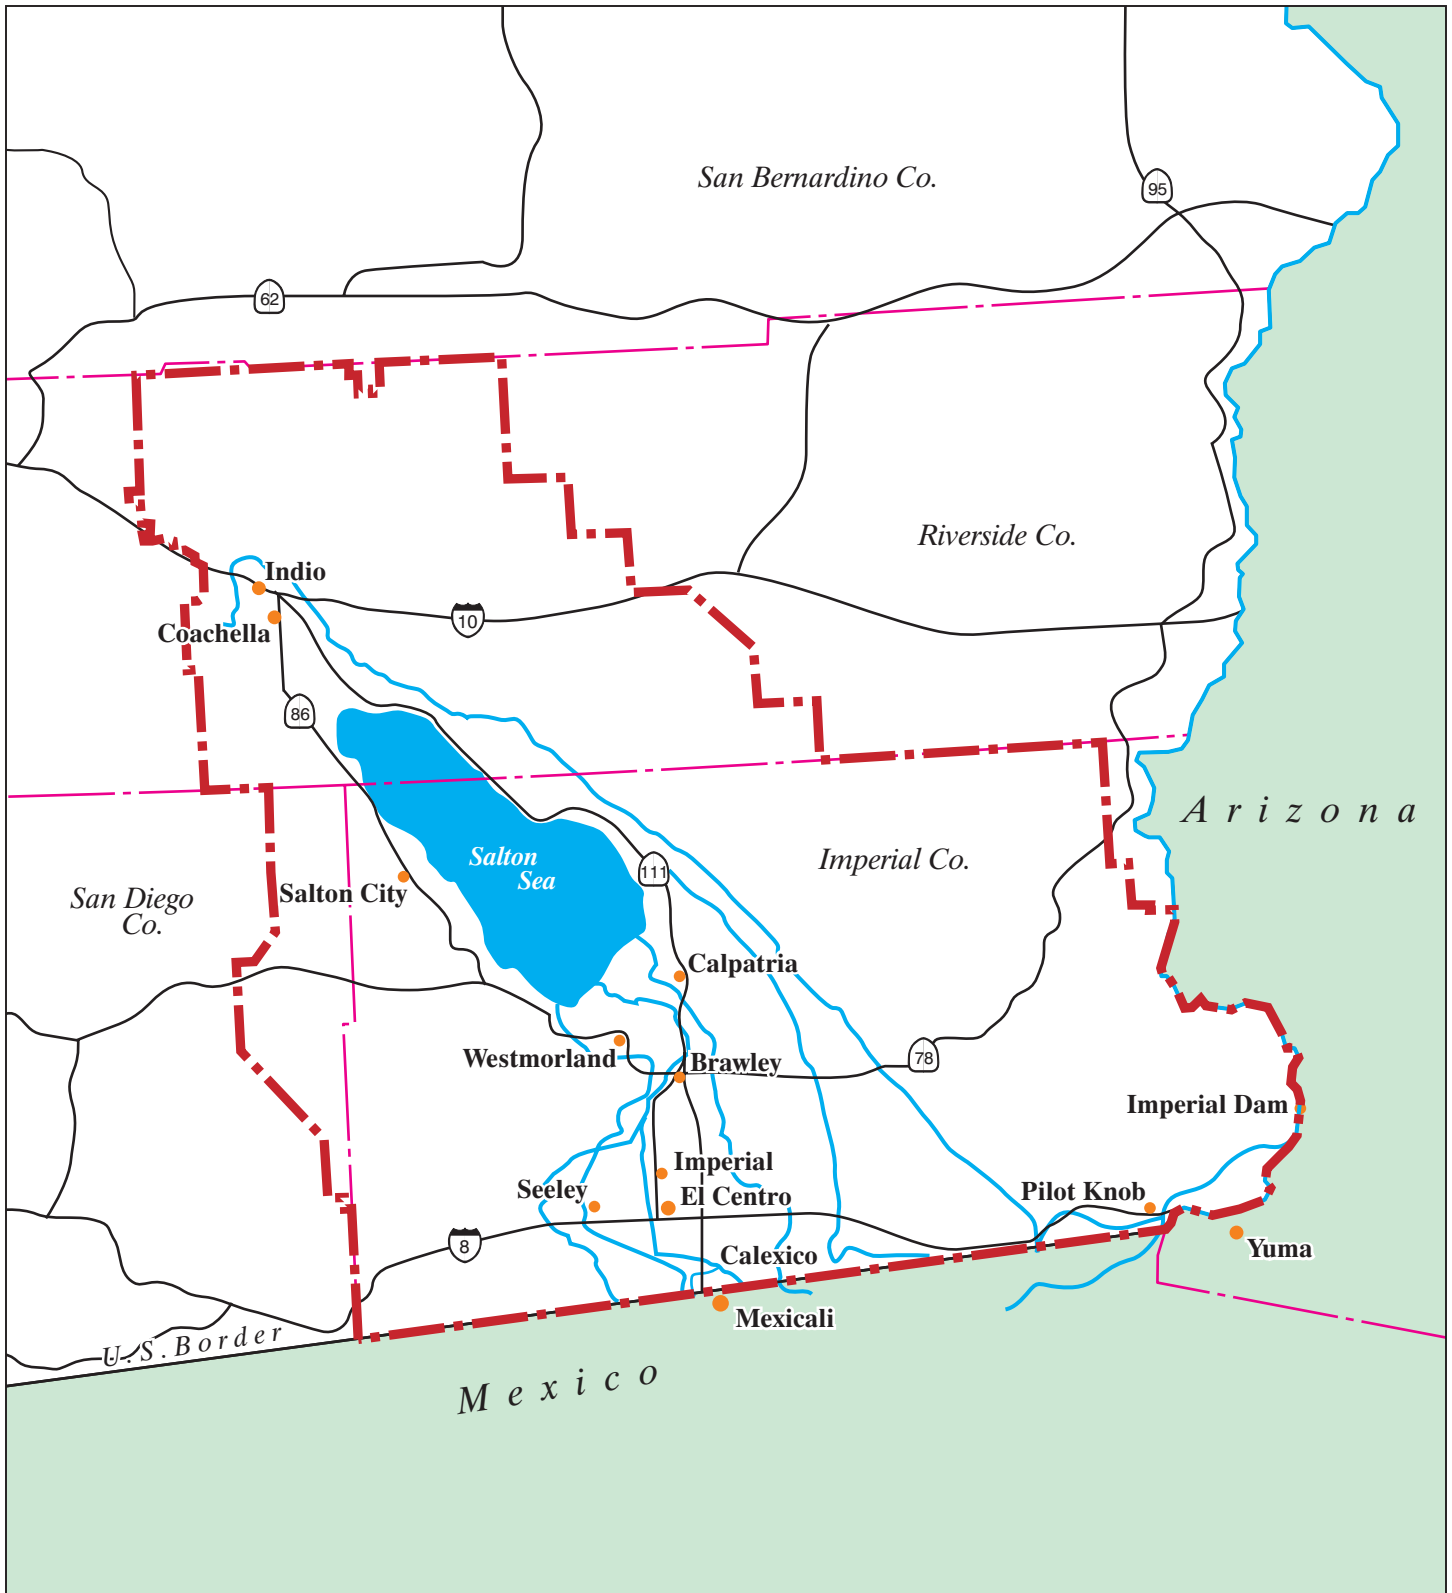 San Bernardino Co.
95
62
Riverside Co.
Indio
10
Coachella
86
Arizona
Salton
Sea
Imperial Co.
111
San Diego
Co.
Salton City
Calpatria
Westmorland
Brawley
78
Imperial Dam
Imperial
Seeley
El Centro
Pilot Knob
8
Calexico
Yuma
Mexicali
U.S. Border
Mexico